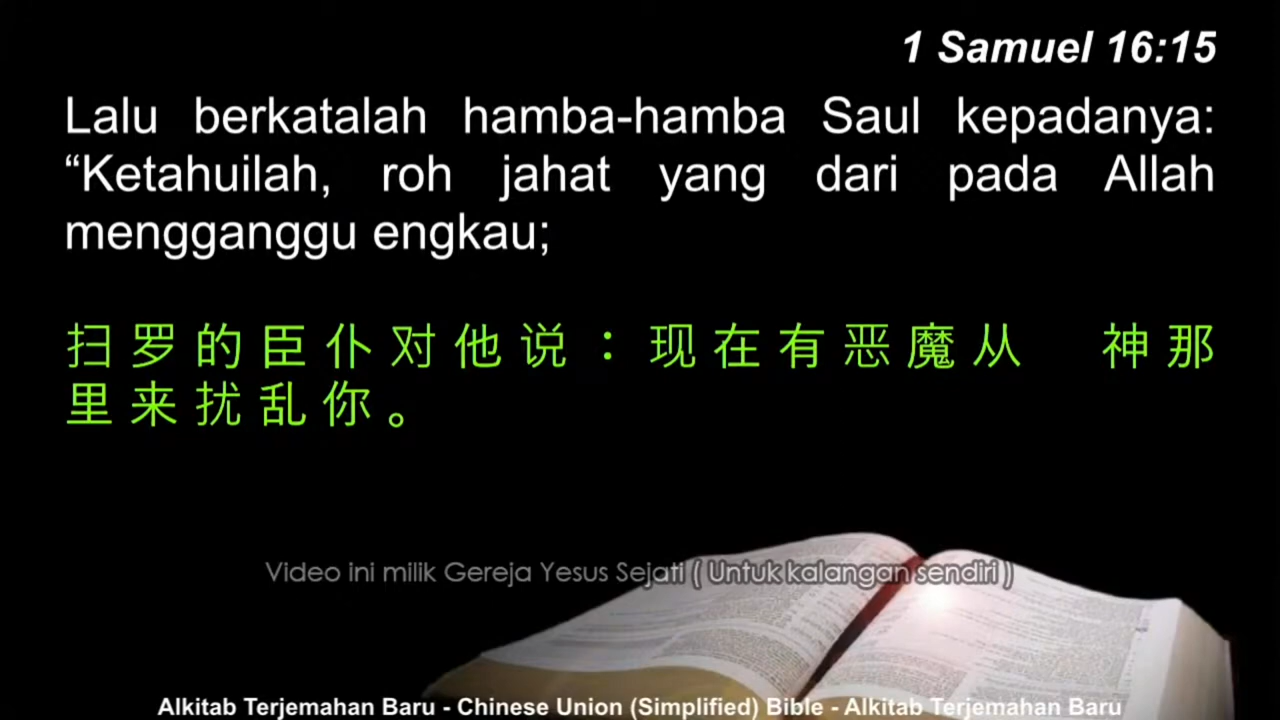 1 Samuel 16:15
Lalu berkatalah hamba-hamba Saul kepadanya:
“Ketahuilah, roh jahat yang dari pada Allah
mengganggu engkau;
扫罗的臣仆对他说：现在有恶魔从　神那
里来扰乱你。
Video ini milik Gereja Yesus Sejati ( Untuk kalangan sendiri )
Alkitab Terjemahan Baru - Chinese Union (Simplified) Bible - Alkitab Terjemahan Baru